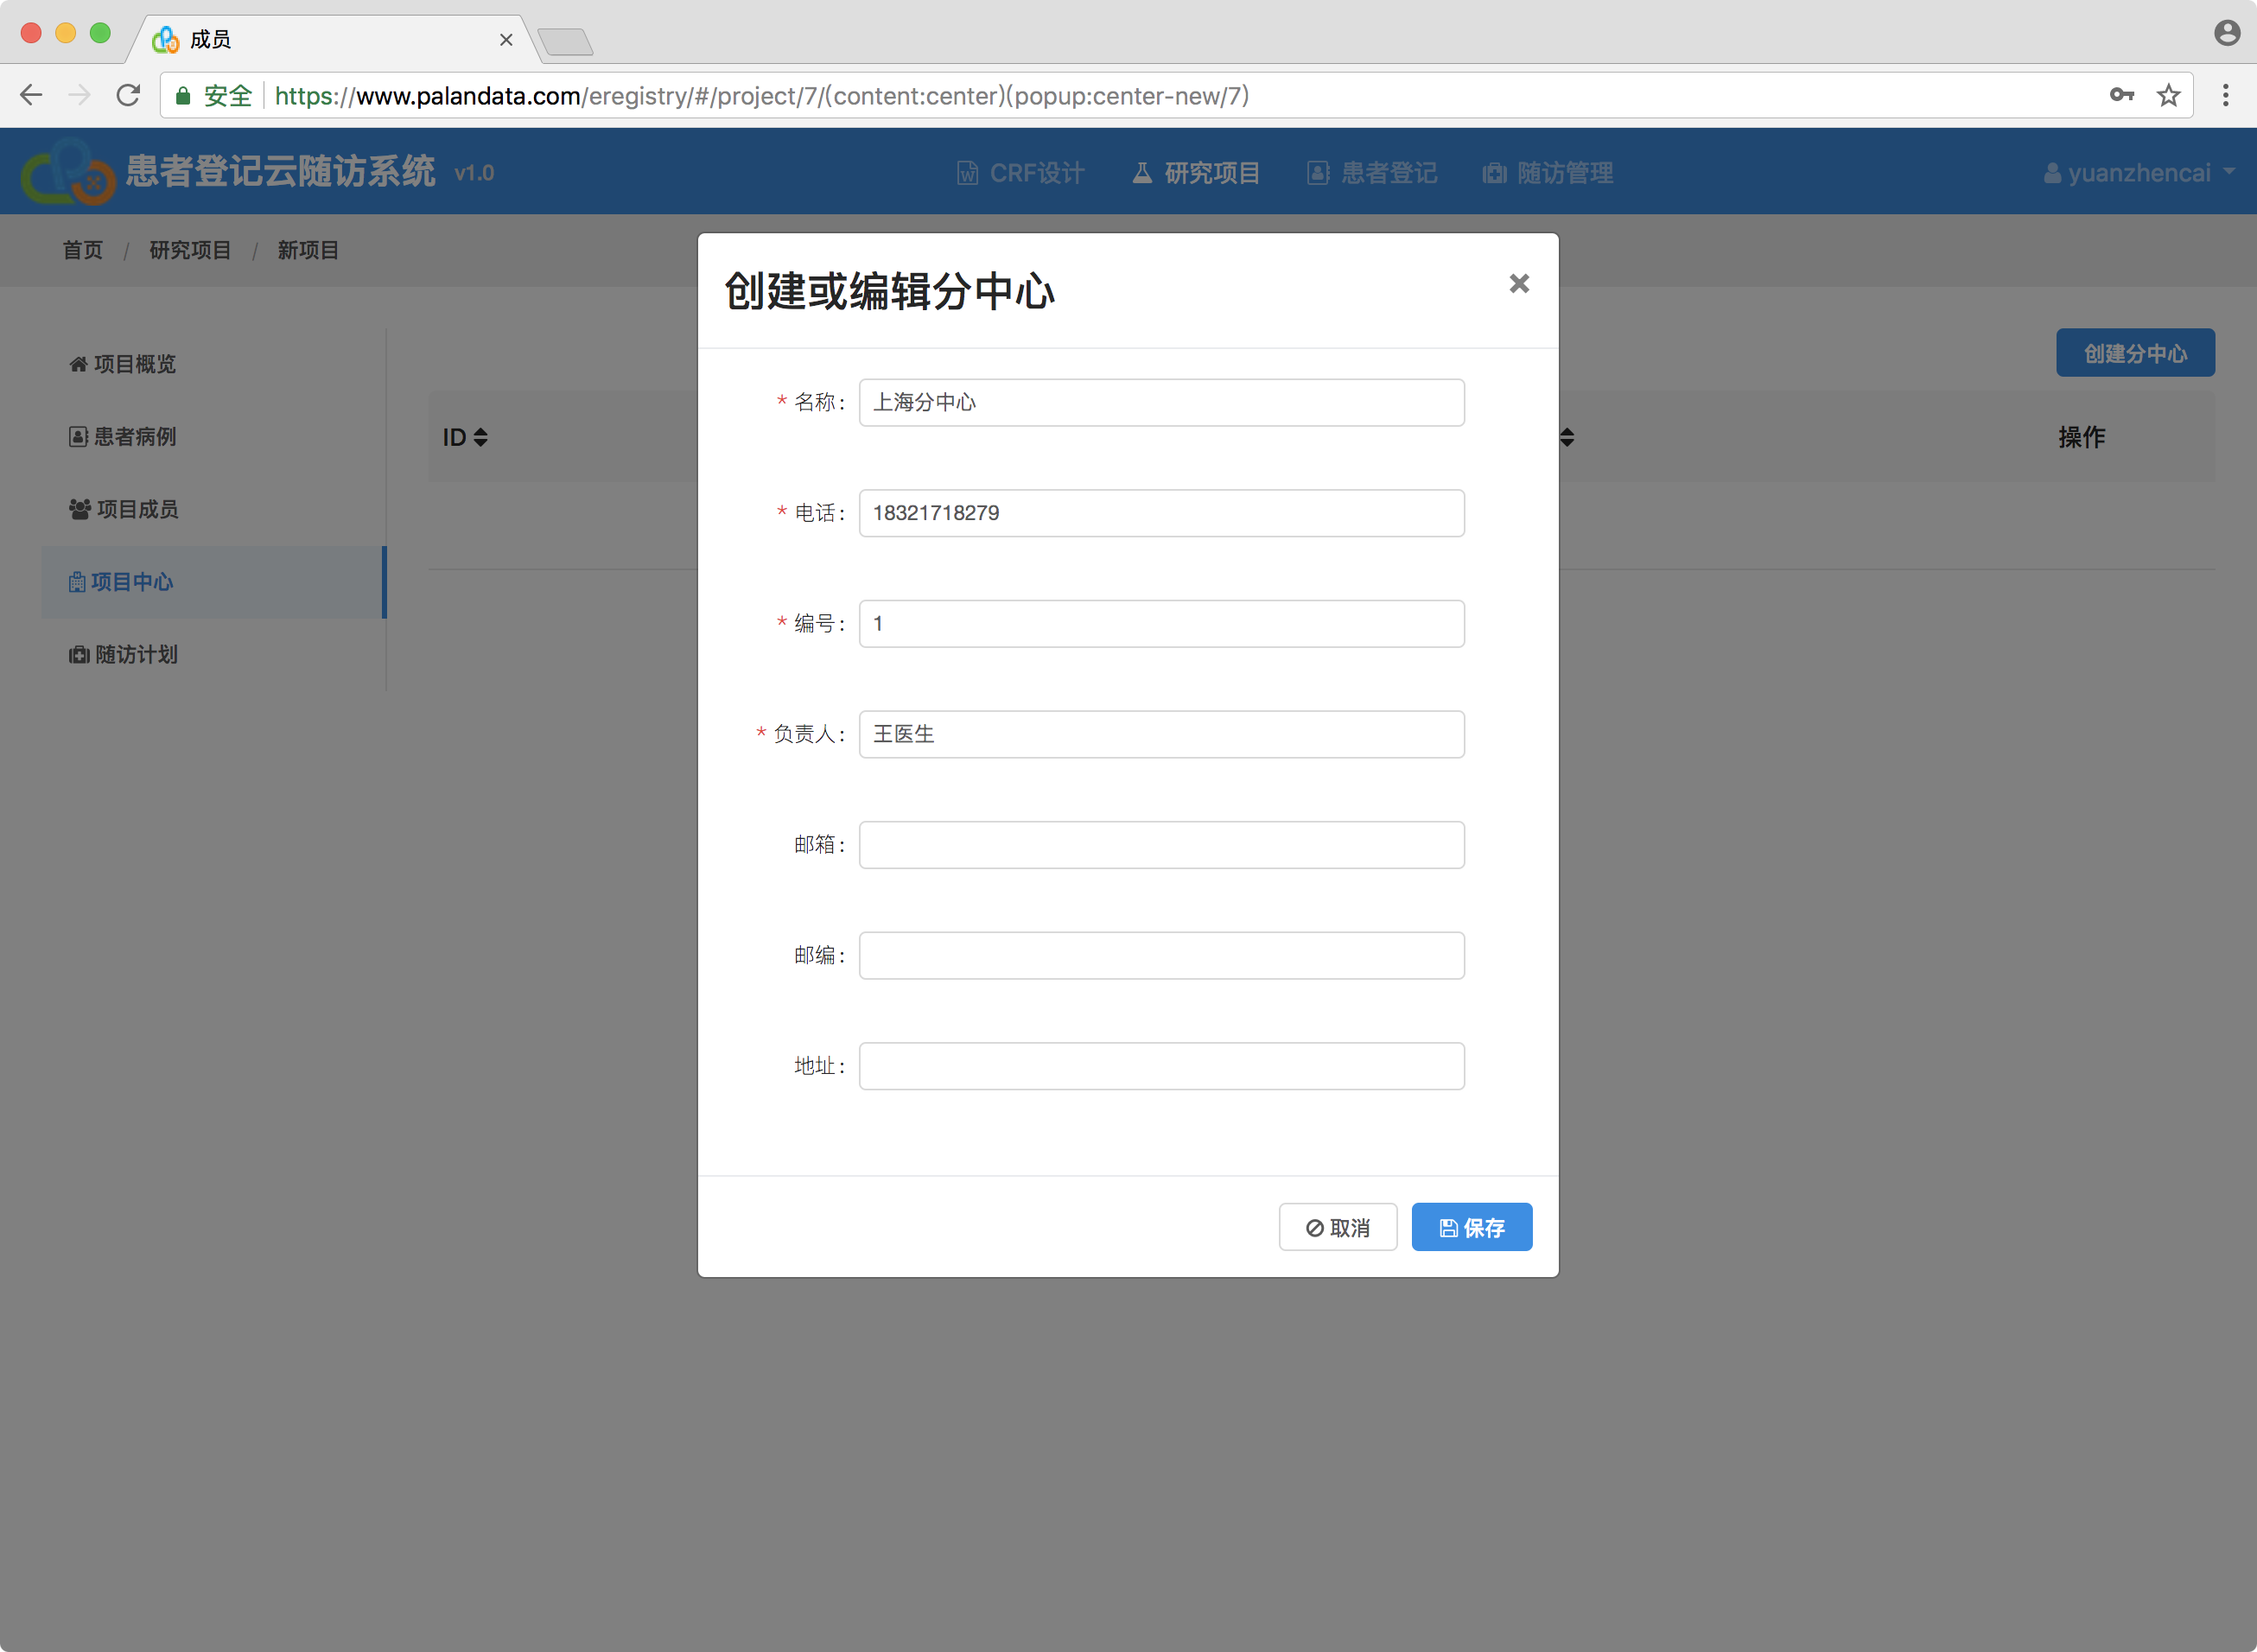 成员
安全 https://www.palandata.com/eregistry/#/project/7/(content:center)(popup:center-new/7)
患者登记云随访系统 v1.0 CRF设计 研究项目 患者登记 随访管理 yuanzhencai
首页 / 研究项目 / 新项目
创建或编辑分中心
项目概览
患者病例
项目成员
项目中心
随访计划
创建分中心
ID 操作
* 名称: 上海分中心
* 电话: 18321718279
* 编号: 1
* 负责人: 王医生
邮箱:
邮编:
地址:
取消 保存